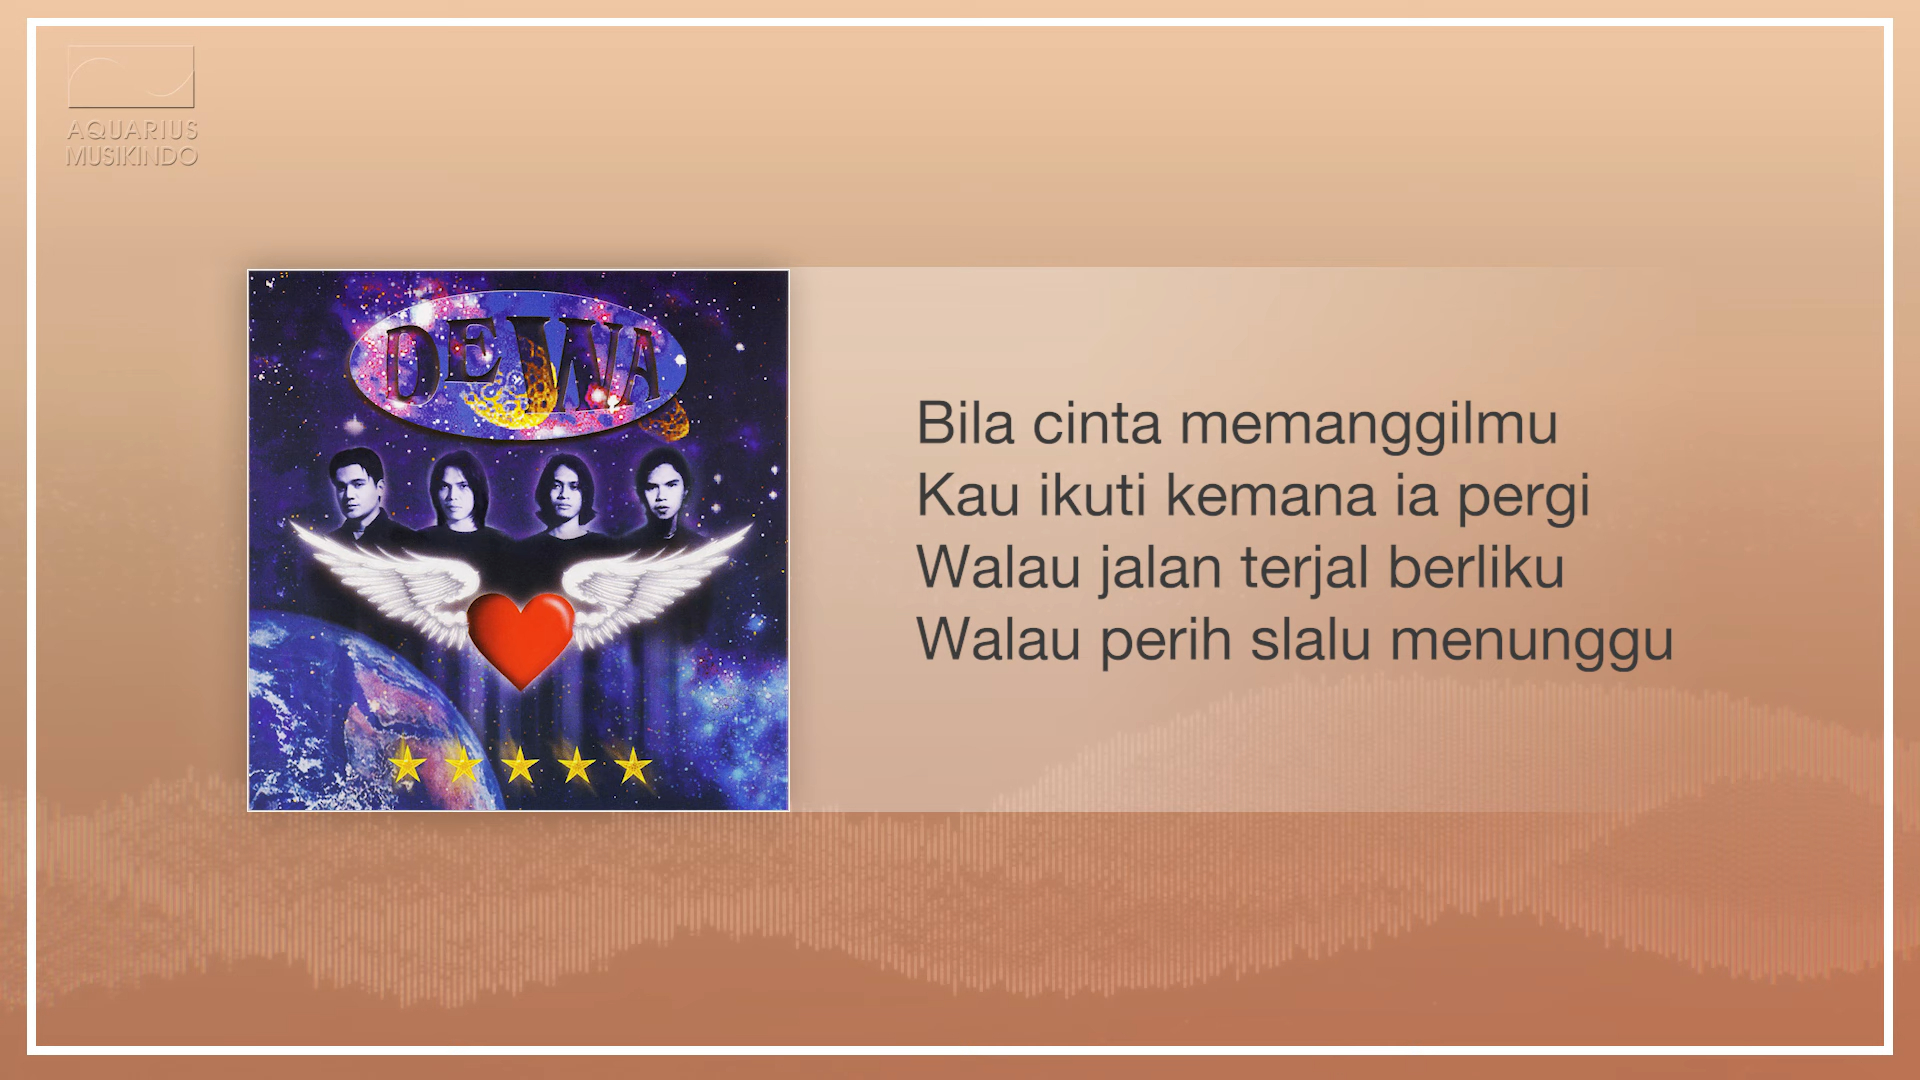 AQUARIUS
MUSIKINDO
DEWA
Bila cinta memanggilmu
Kau ikuti kemana ia pergi
Walau jalan terjal berliku
Walau perih slalu menunggu